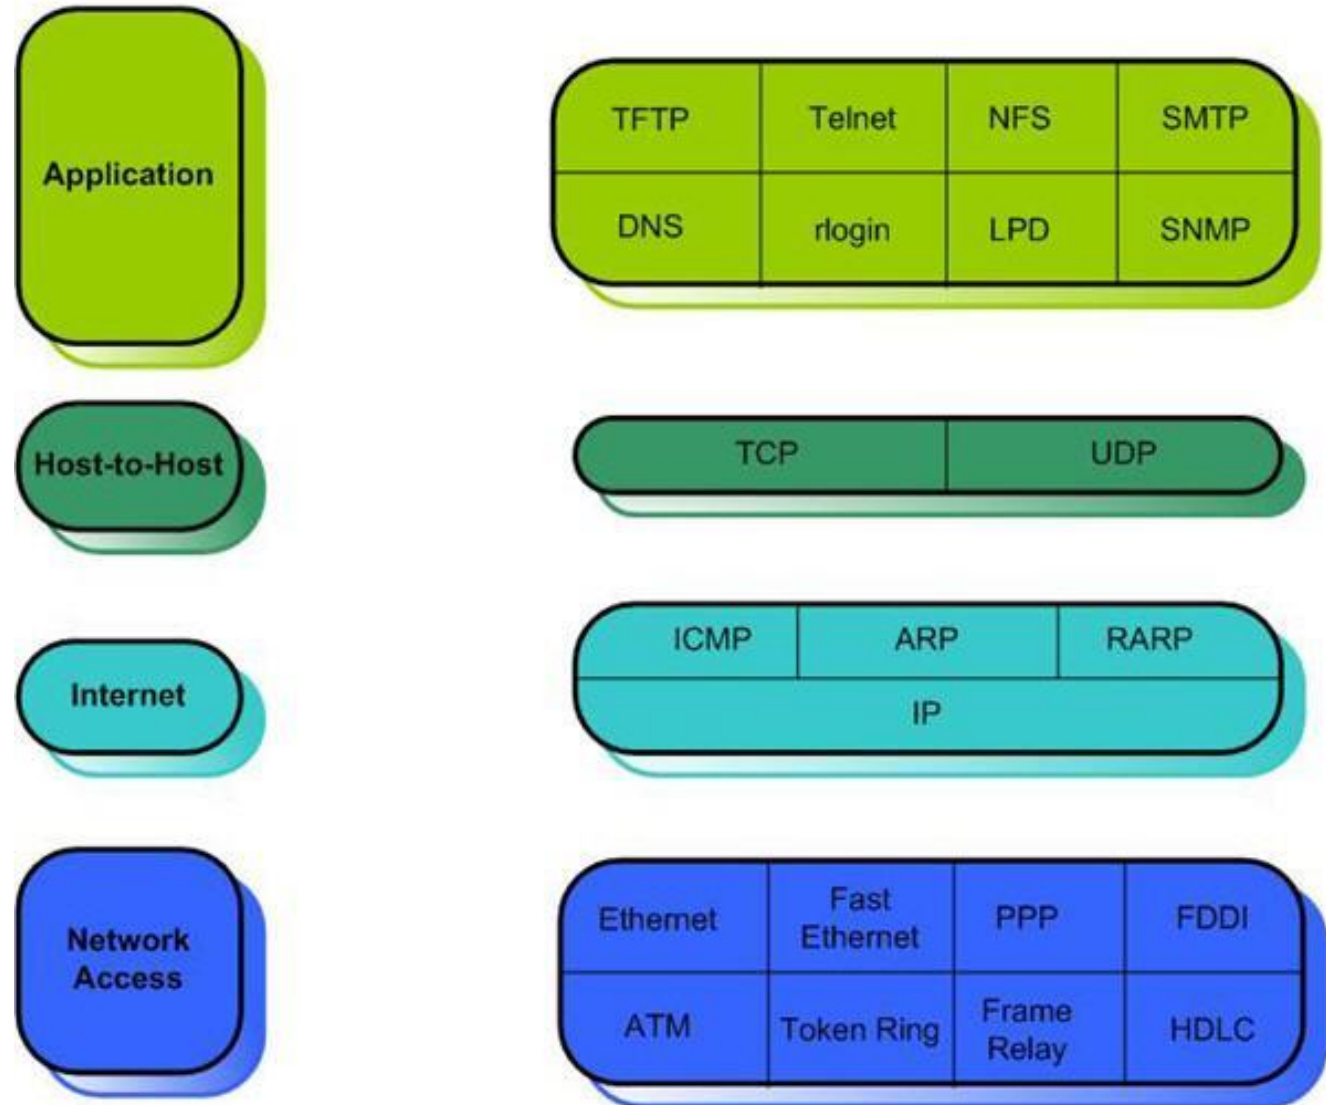 Application
TFTP Telnet NFS SMTP
DNS rlogin LPD SNMP
Host-to-Host
TCP UDP
Internet
ICMP ARP RARP
IP
Network
Access
Ethernet Fast
Ethernet PPP FDDI
ATM Token Ring Frame
Relay HDLC